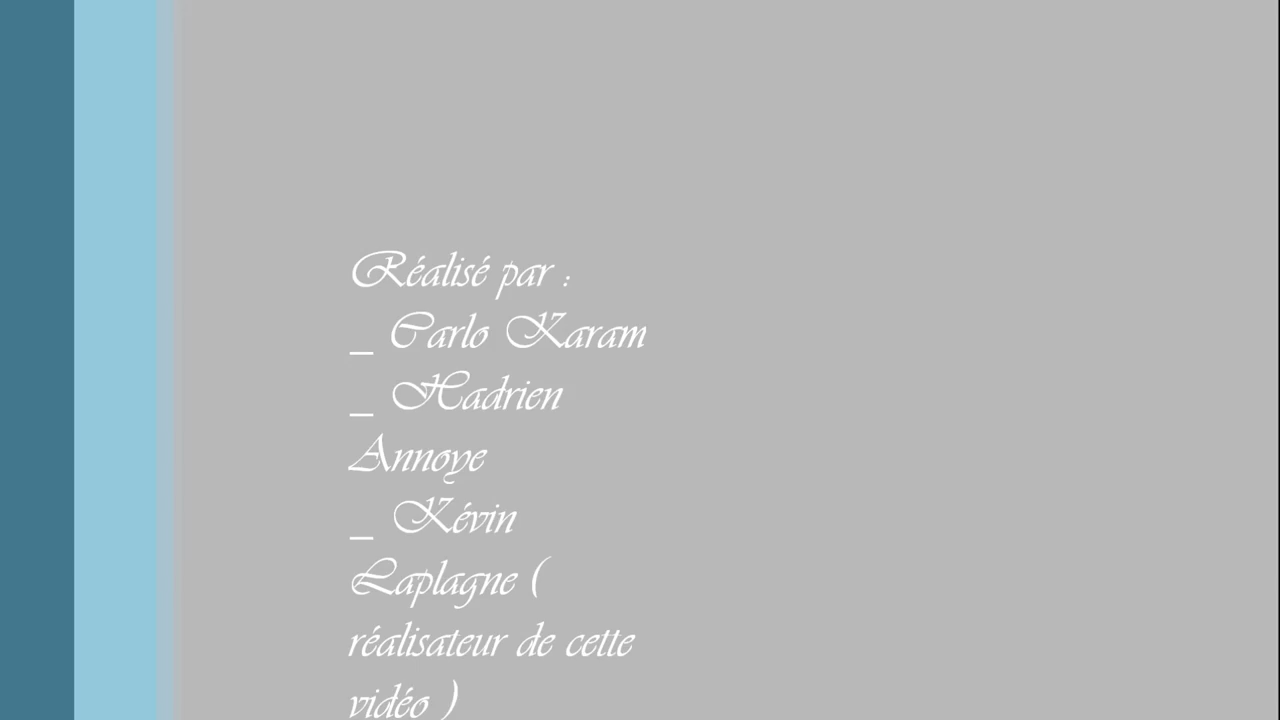 Réalisé par :
_ Carlo Karam
_ Hadrien
Annoye
_ Kévin
Laplagne (
réalisateur de cette
vidéo )